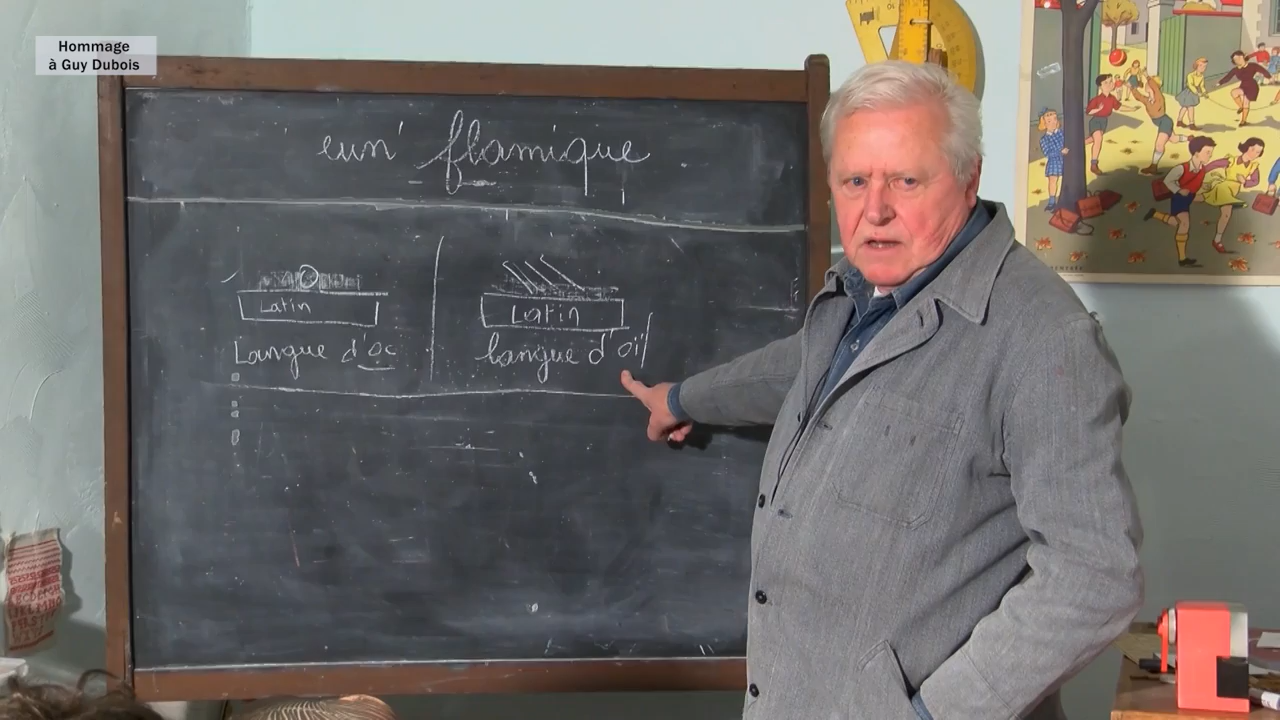 Hommage
à Guy Dubois
eun' flamique
Latin
Latin
Langue d'oc
langue d'oïl